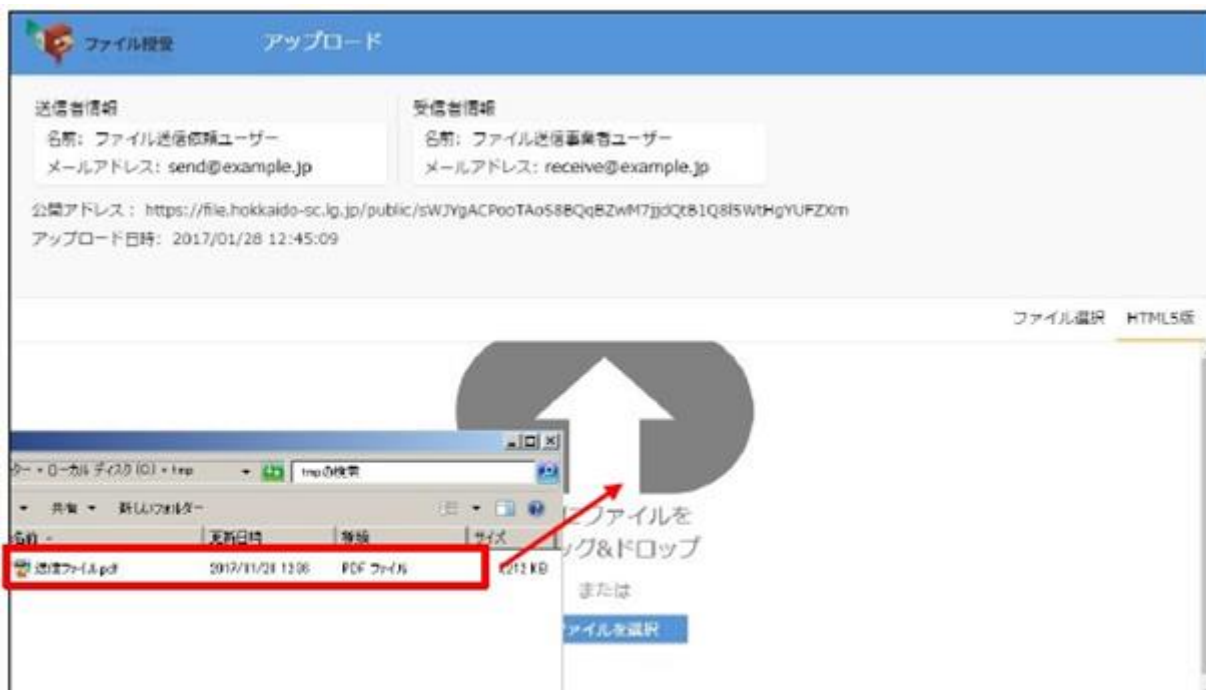 ファイル授受
アップロード
送信者情報
名前: ファイル送信依頼ユーザー
メールアドレス: send@example.jp
受信者情報
名前: ファイル送信事業者ユーザー
メールアドレス: receive@example.jp
公開アドレス: https://file.hokkaido-sc.lg.jp/public/
アップロード日時: 2017/01/28 12:45:09
ファイル選択 HTML5版
ローカル ディスク tmp
tmpの検索
共有 新しいフォルダー
名前 更新日時 種類 サイズ
送信ファイル.pdf PDF ファイル KB
にファイルを
グ&ドロップ
または
ファイルを選択